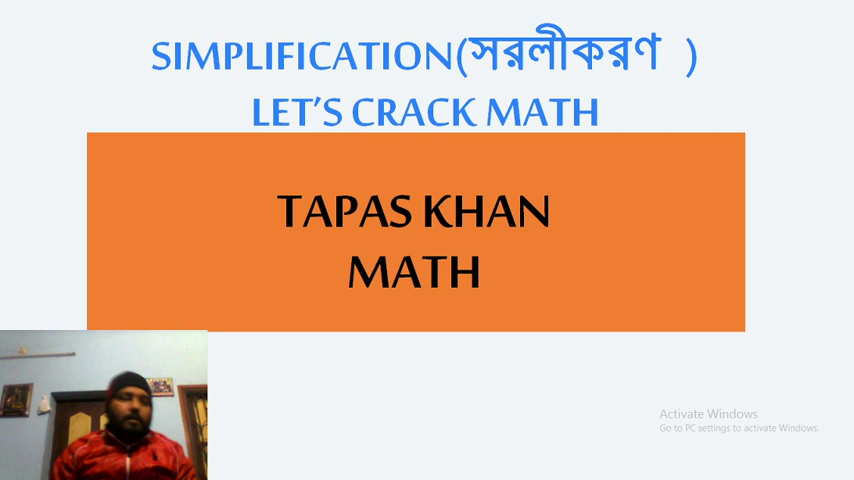 SIMPLIFICATION(সরলীকরণ )
LET'S CRACK MATH
TAPAS KHAN
MATH
Activate Windows
Go to PC settings to activate Windows.